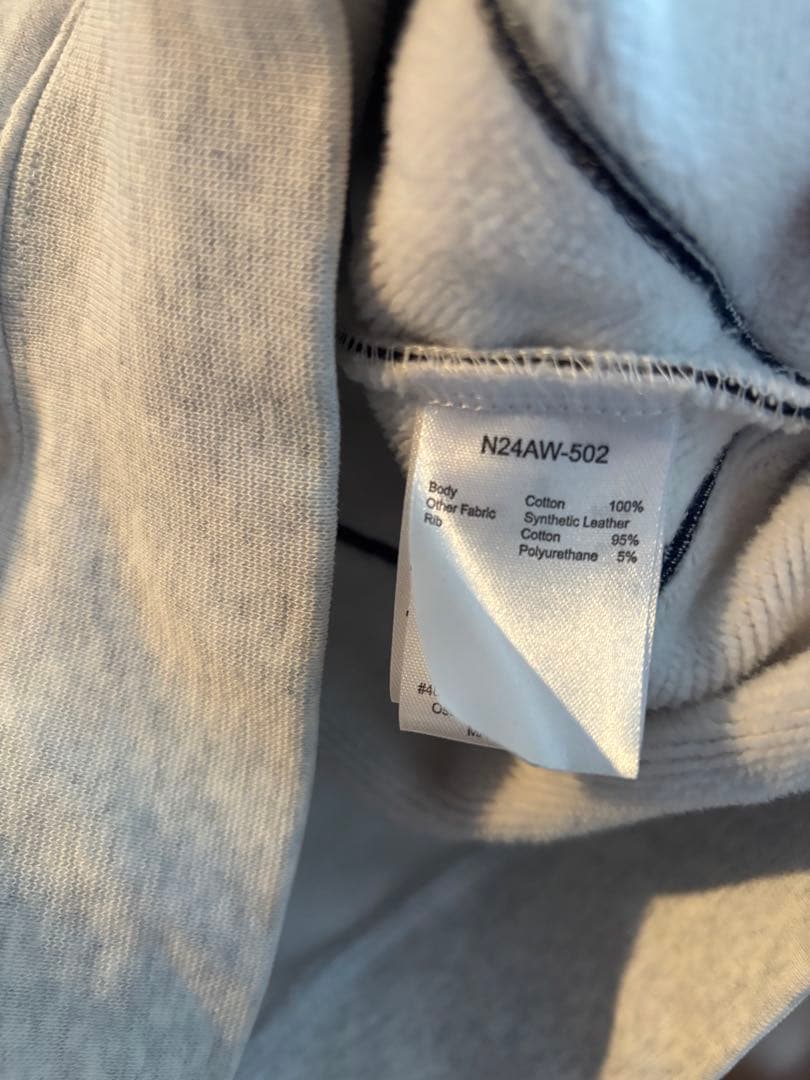 N24AW-502
Body Cotton 100%
Other Fabric Synthetic Leather
Rib Cotton 95%
Polyurethane 5%